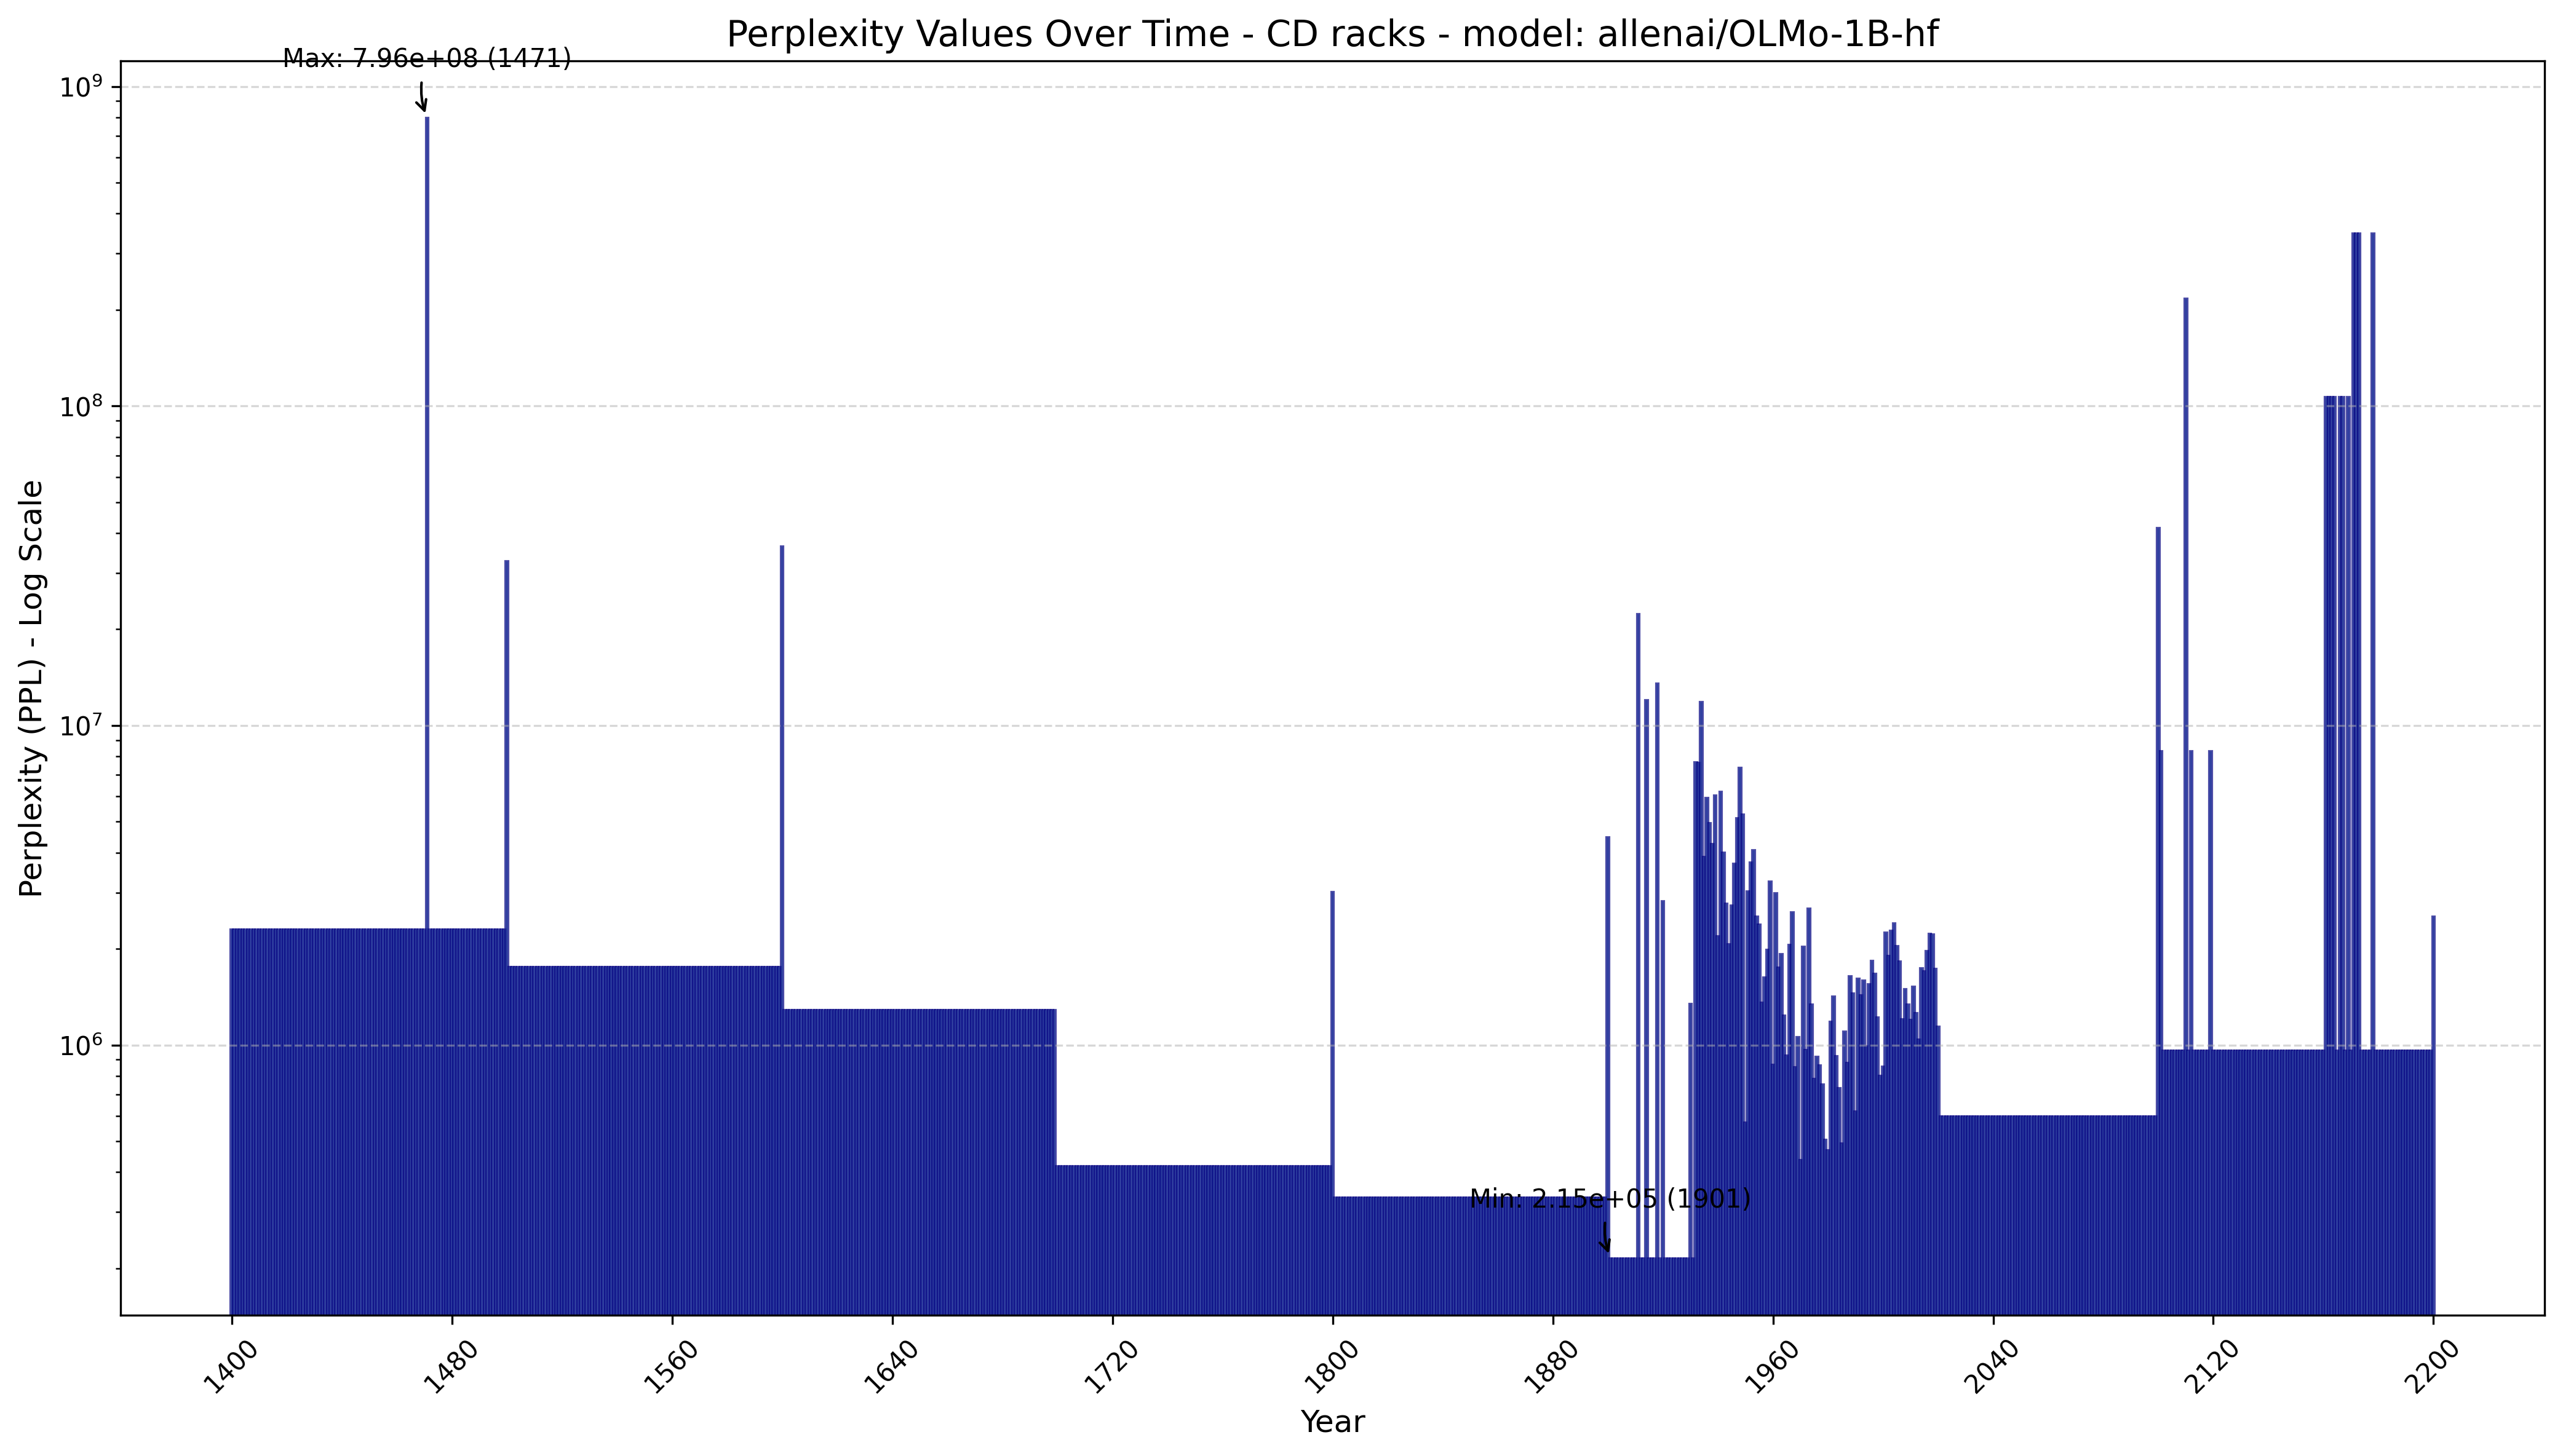 Perplexity Values Over Time - CD racks - model: allenai/OLMo-1B-hf
Max: 7.96e+08 (1471)
10⁹
10⁸
10⁷
10⁶
Perplexity (PPL) - Log Scale
Min: 2.15e+05 (1901)
1400 1480 1560 1640 1720 1800 1880 1960 2040 2120 2200
Year